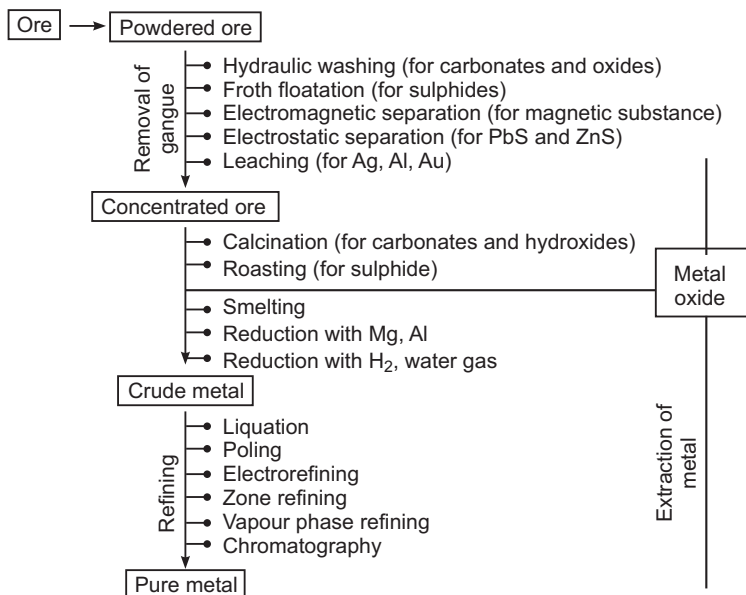 Ore
Powdered ore
Removal of
gangue
Hydraulic washing (for carbonates and oxides)
Froth floatation (for sulphides)
Electromagnetic separation (for magnetic substance)
Electrostatic separation (for PbS and ZnS)
Leaching (for Ag, Al, Au)
Concentrated ore
Calcination (for carbonates and hydroxides)
Roasting (for sulphide)
Metal
oxide
Smelting
Reduction with Mg, Al
Reduction with H₂, water gas
Crude metal
Extraction of
metal
Refining
Liquation
Poling
Electrorefining
Zone refining
Vapour phase refining
Chromatography
Pure metal